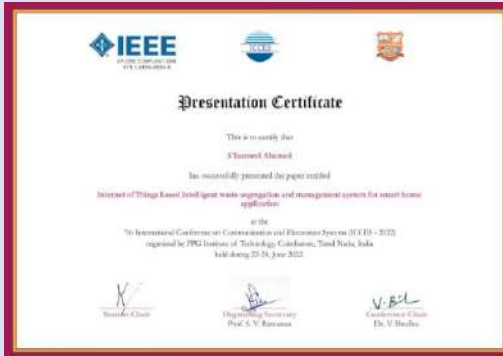 IEEE
ICCES
Presentation Certificate
This is to certify that
has successfully presented the paper entitled
Internet of Things based Intelligent waste segregation and management system for smart home
application
at the
7th International Conference on Communication and Electronics Systems (ICCES - 2022)
organized by PPG Institute of Technology, Coimbatore, Tamil Nadu, India
held during 22-24, June 2022.
Session Chair
Organizing Secretary
Prof. S. V.
Conference Chair
Dr. V. Bindhu